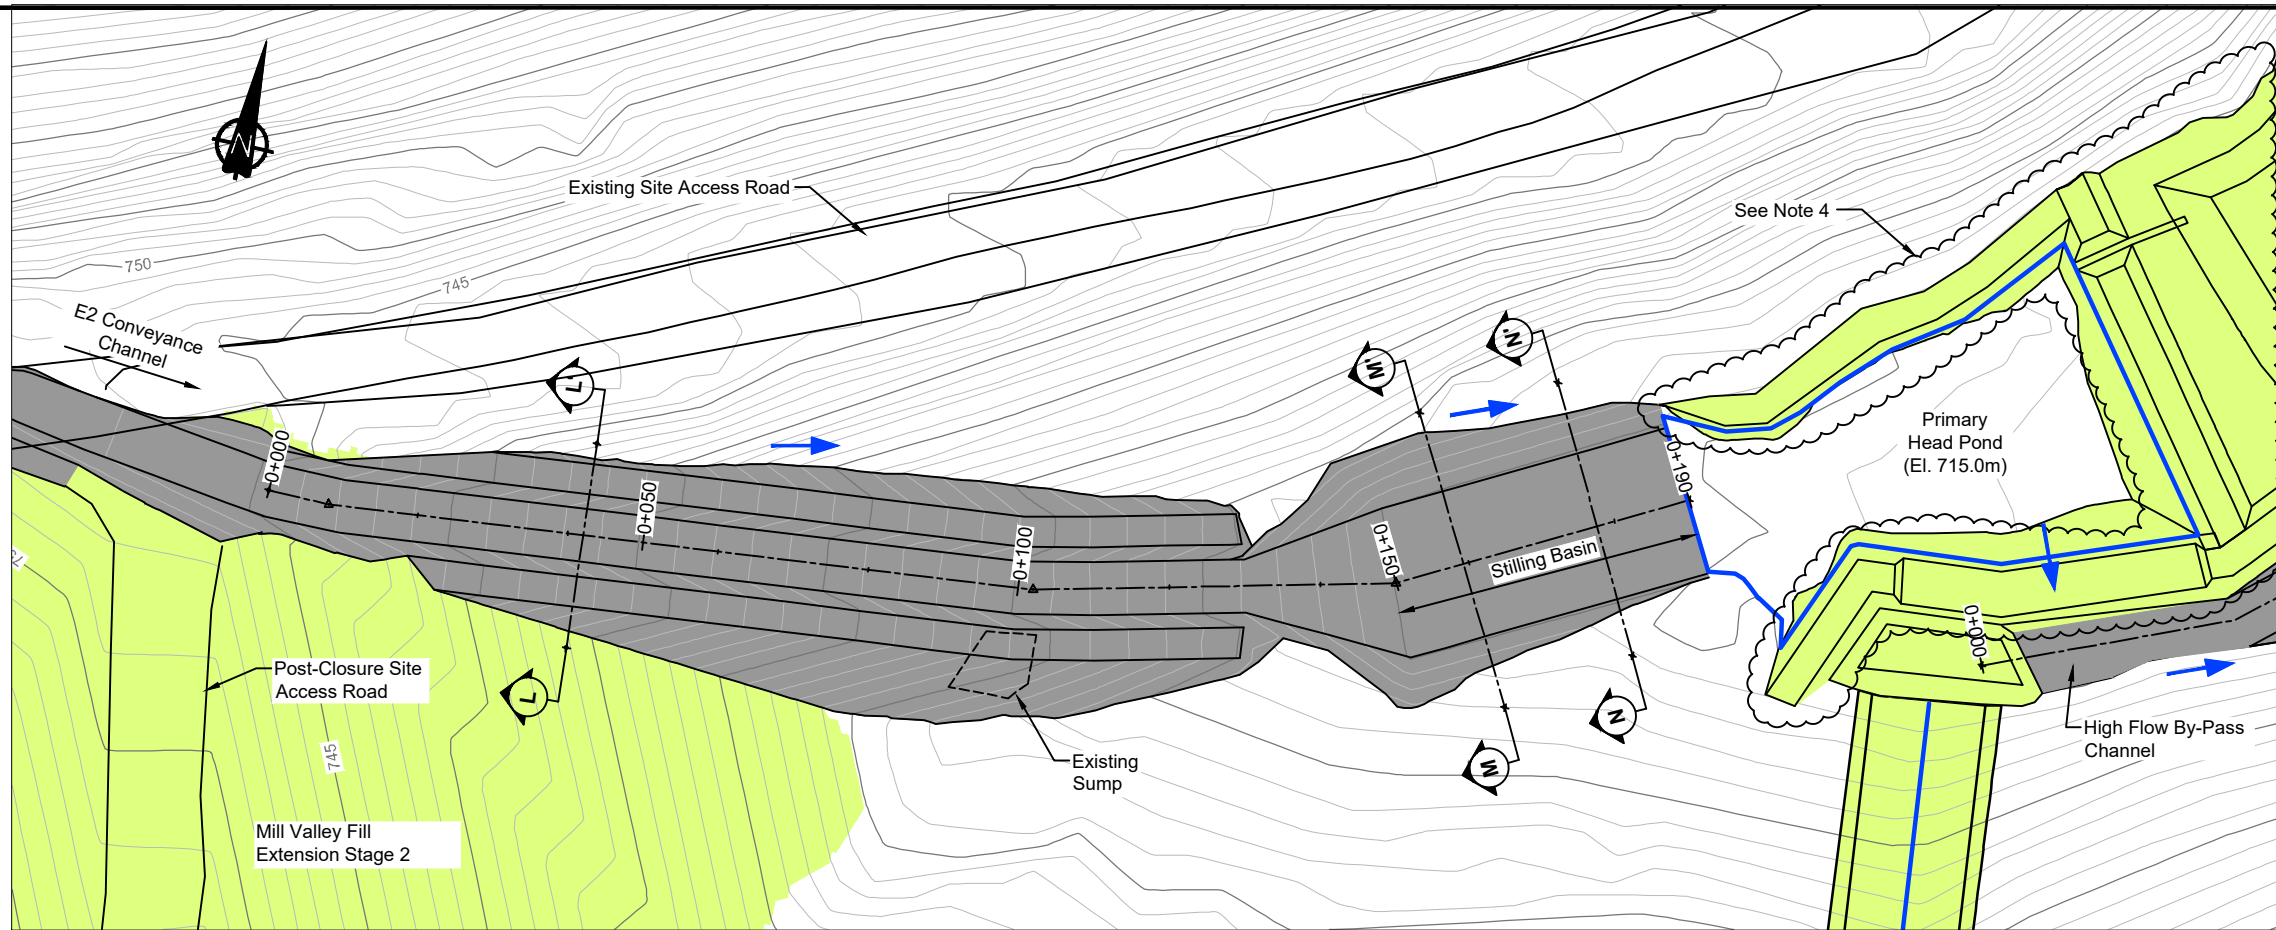 N
Existing Site Access Road
See Note 4
750
745
E2 Conveyance
Channel
L'
M'
N'
0+000
0+050
0+100
0+150
0+190
Stilling Basin
Primary
Head Pond
(El. 715.0m)
0+000
Post-Closure Site
Access Road
L
N
M
High Flow By-Pass
Channel
Existing
Sump
745
Mill Valley Fill
Extension Stage 2